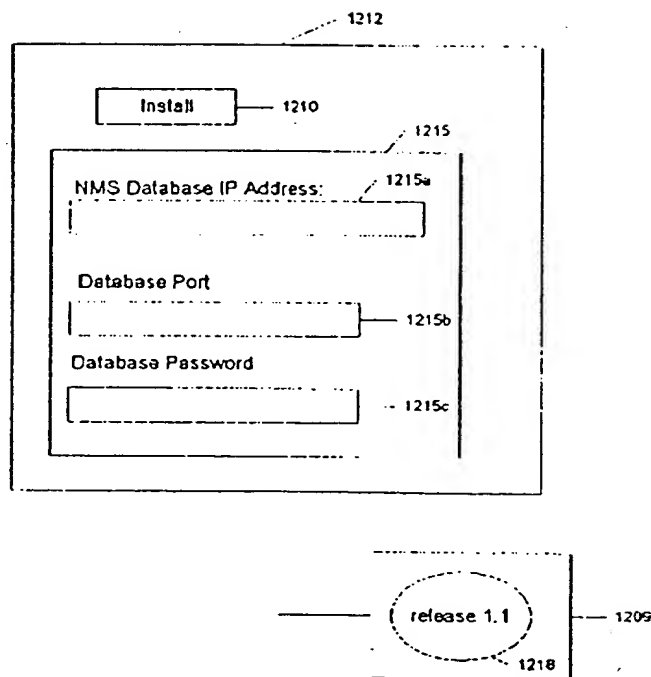 1212
Install
1210
1215
NMS Database IP Address:
1215a
Database Port
1215b
Database Password
1215c
release 1.1
1209
1218